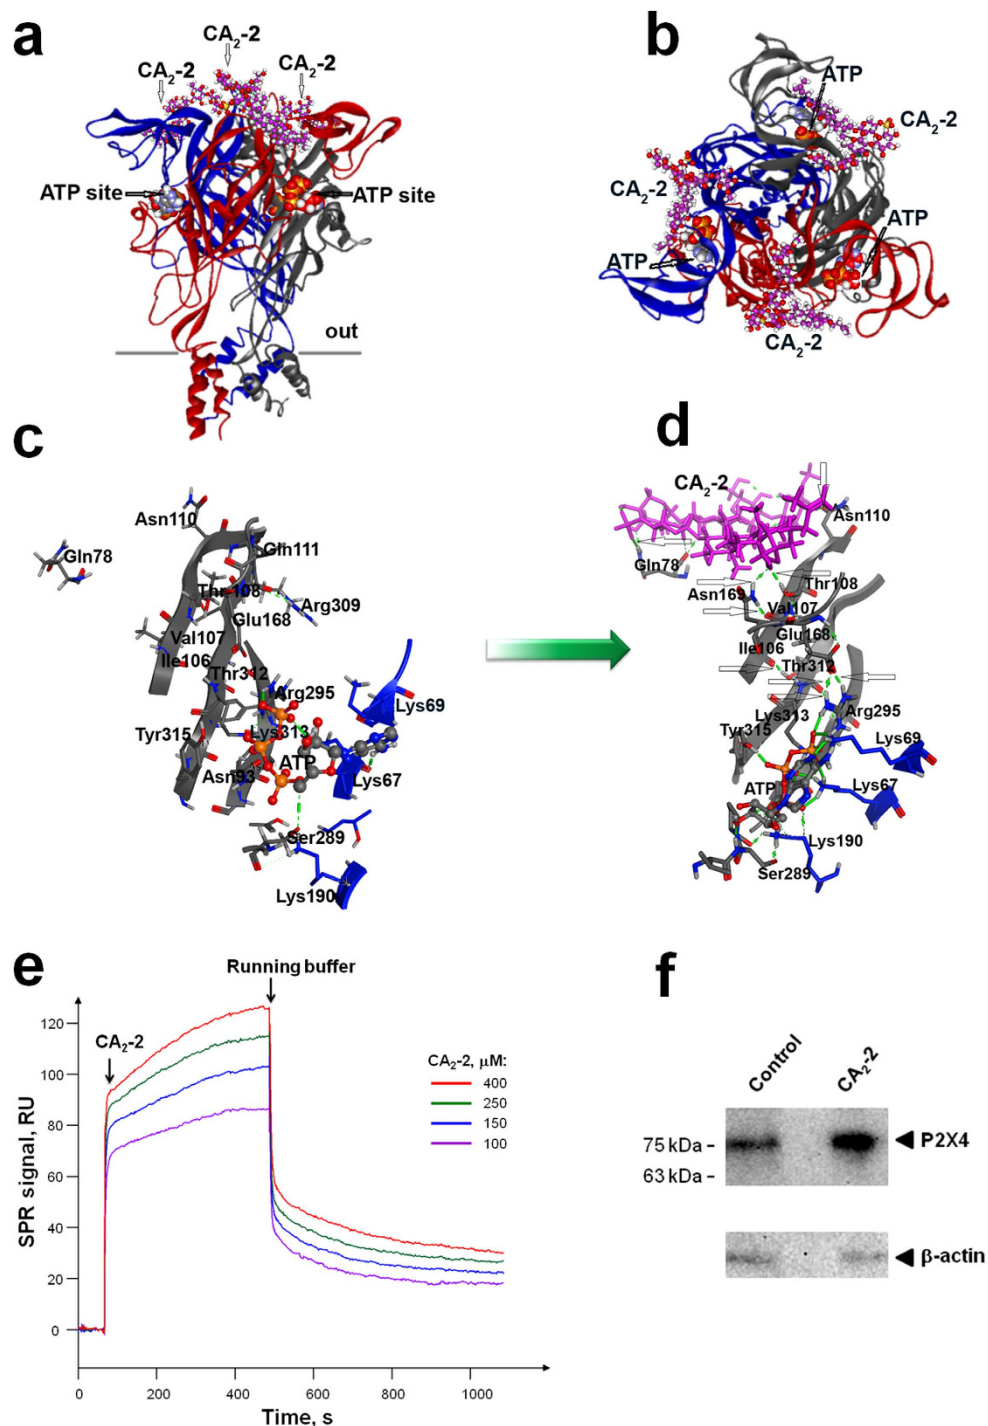 a
CA₂-2
CA₂-2
CA₂-2
ATP site
ATP site
out
b
ATP
CA₂-2
CA₂-2
ATP
ATP
CA₂-2
c
Asn110
Gln78
Gln111
Thr 108
Arg309
Glu168
Val107
Ile106
Thr312
Arg295
Lys69
Tyr315
Lys313
ATP
Asn93
Lys67
Ser289
Lys190
d
CA₂-2
Asn110
Gln78
Asn163
Thr108
Val107
Glu168
Ile106
Thr312
Lys313
Arg295
Tyr315
Lys69
ATP
Lys67
Lys190
Ser289
e
Running buffer
CA₂-2
CA₂-2, µM:
400
250
150
100
SPR signal, RU
120
100
80
60
40
20
0
0 200 400 600 800 1000
Time, s
f
Control
CA₂-2
75 kDa -
P2X4
63 kDa -
β-actin